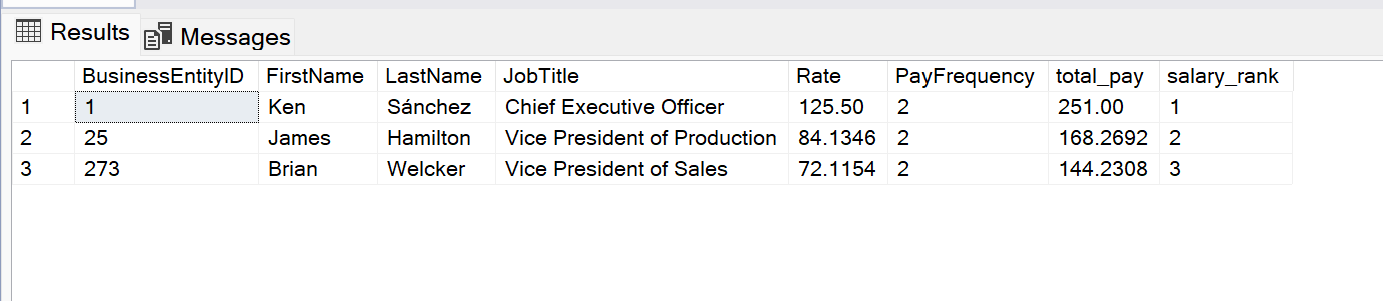 Results Messages
BusinessEntityID FirstName LastName JobTitle Rate PayFrequency total_pay salary_rank
1 1 Ken Sánchez Chief Executive Officer 125.50 2 251.00 1
2 25 James Hamilton Vice President of Production 84.1346 2 168.2692 2
3 273 Brian Welcker Vice President of Sales 72.1154 2 144.2308 3